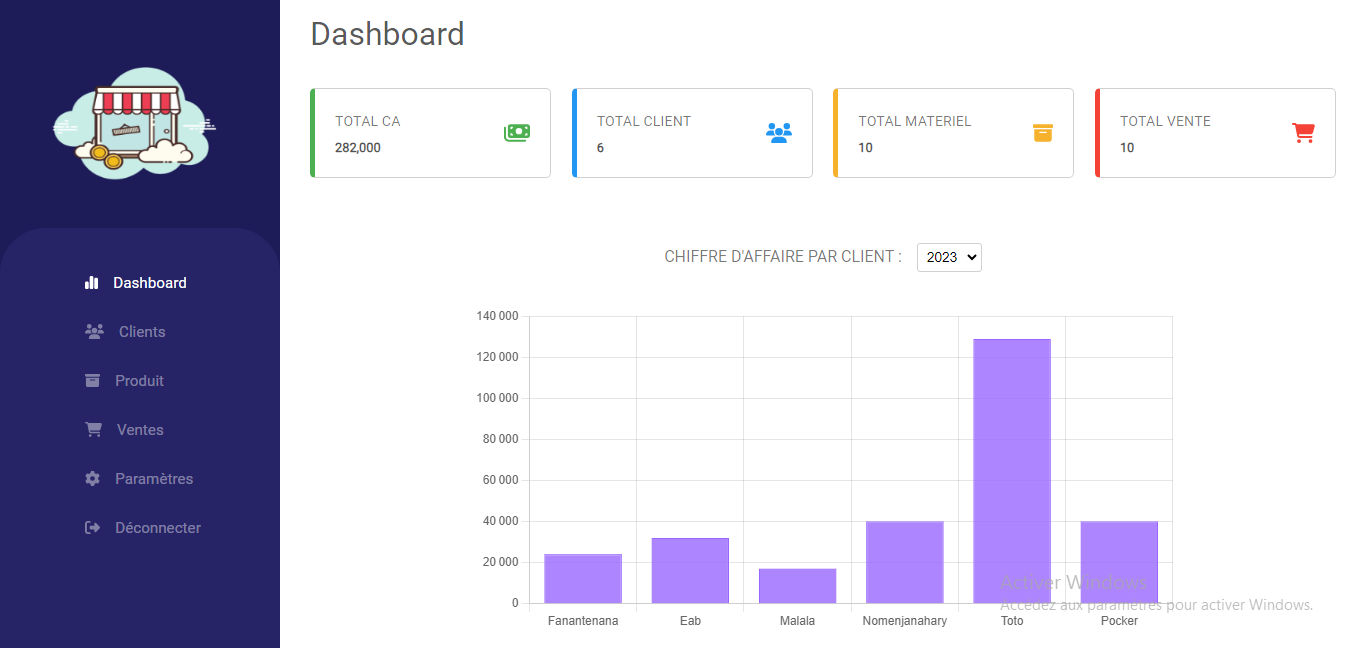 Dashboard
TOTAL CA
282,000
TOTAL CLIENT
6
TOTAL MATERIEL
10
TOTAL VENTE
10
Dashboard
Clients
Produit
Ventes
Paramètres
Déconnecter
CHIFFRE D'AFFAIRE PAR CLIENT : 2023
140 000
120 000
100 000
80 000
60 000
40 000
20 000
0
Fanantenana Eab Malala Nomenjanahary Toto Pocker
Activer Windows
Accédez aux paramètres pour activer Windows.